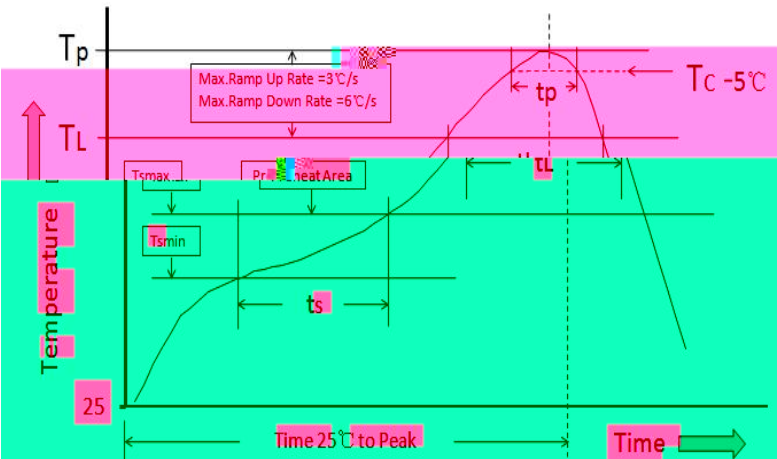 Tp
Max.Ramp Up Rate =3℃/s
Max.Ramp Down Rate =6℃/s
tp
TC -5℃
TL
Tsmax
tL
Area
Tsmin
ts
Temperature
25
Time 25℃ to Peak
Time